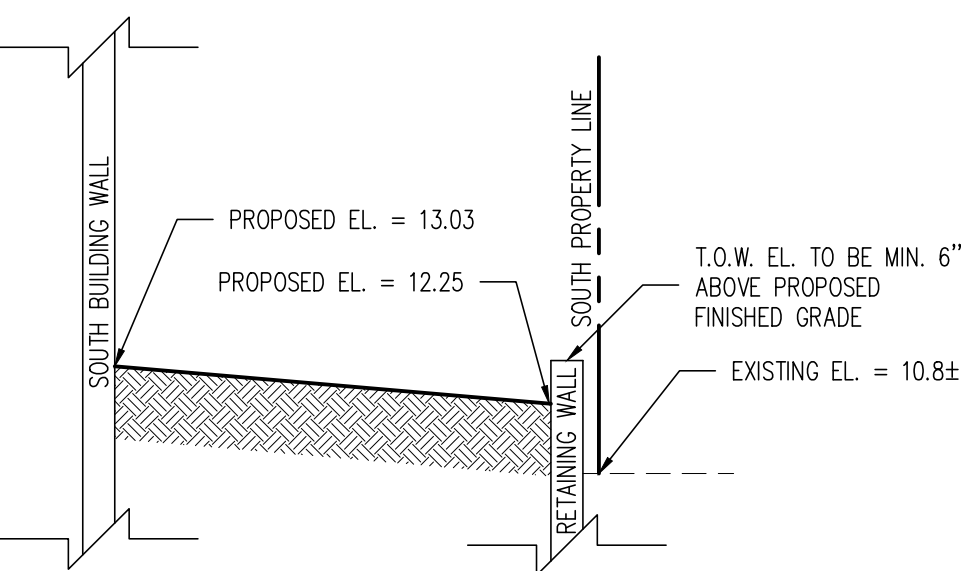 SOUTH BUILDING WALL
PROPOSED EL. = 13.03
PROPOSED EL. = 12.25
SOUTH PROPERTY LINE
T.O.W. EL. TO BE MIN. 6”
ABOVE PROPOSED
FINISHED GRADE
EXISTING EL. = 10.8±
RETAINING WALL